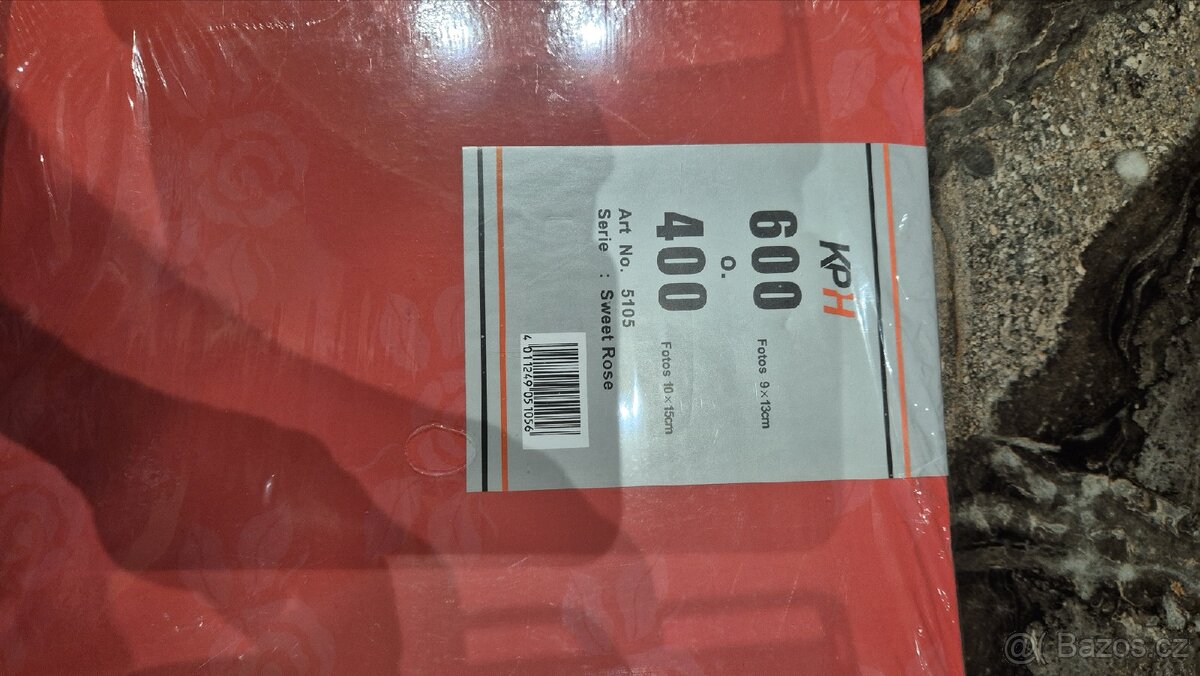 KPH
600 Fotos 9 x 13cm
o.
400 Fotos 10 x 15cm
Art No. 5105
Serie : Sweet Rose
4 011249 051056
Bazos.cz